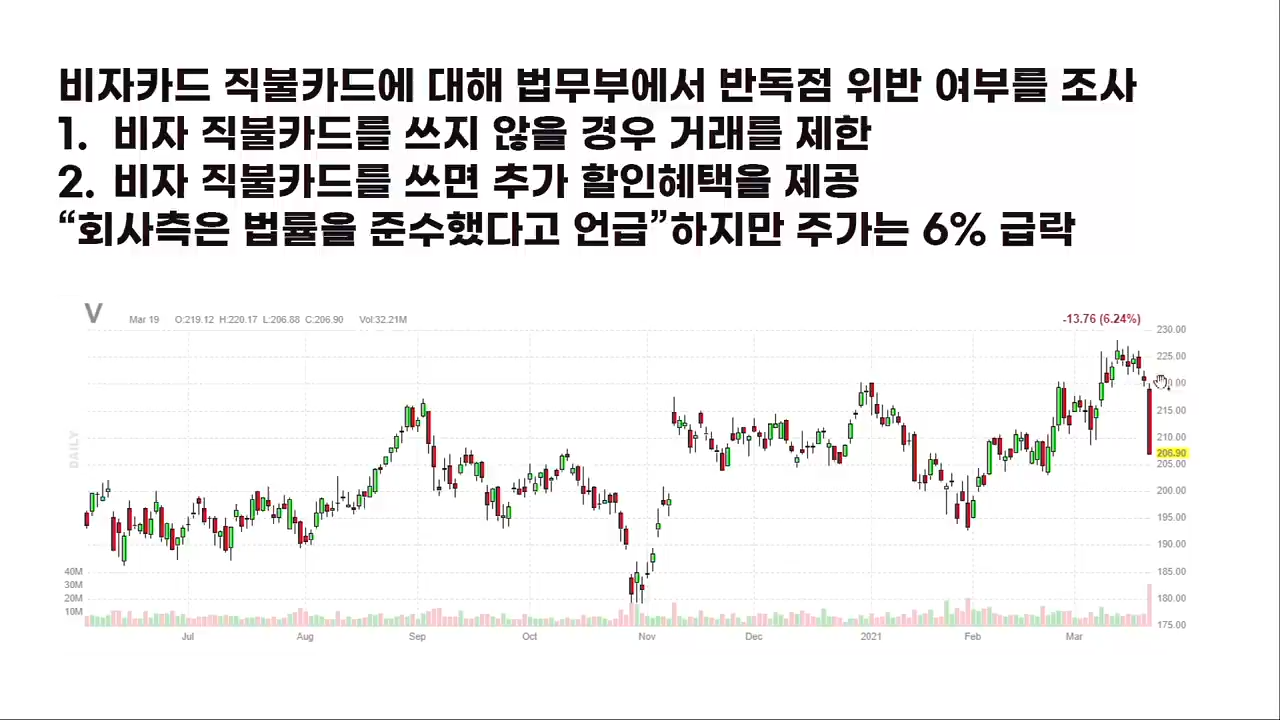 비자카드 직불카드에 대해 법무부에서 반독점 위반 여부를 조사
1. 비자 직불카드를 쓰지 않을 경우 거래를 제한
2. 비자 직불카드를 쓰면 추가 할인혜택을 제공
“회사측은 법률을 준수했다고 언급”하지만 주가는 6% 급락
V Mar 19 O:219.12 H:220.17 L:206.88 C:206.90 Vol:32.21M -13.76 (6.24%)
230.00
225.00
215.00
210.00
206.90
205.00
200.00
195.00
190.00
185.00
180.00
175.00
DAILY
40M
30M
20M
10M
Jul Aug Sep Oct Nov Dec 2021 Feb Mar